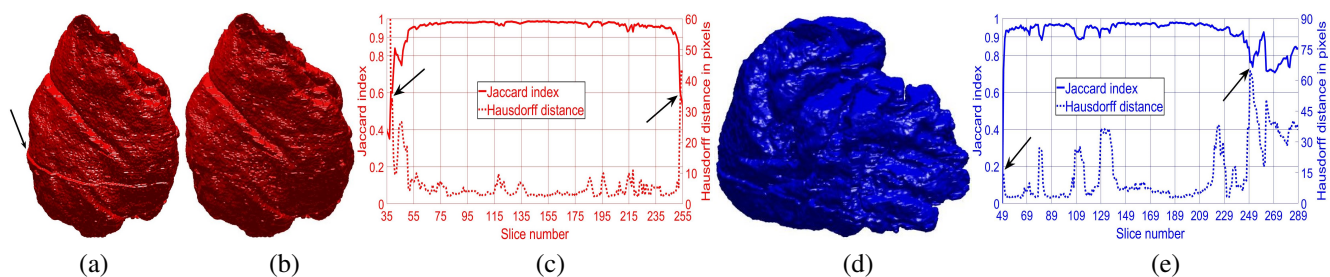 1
0.9
0.8
0.6
0.4
0.2
0
Jaccard index
60
50
40
30
20
10
0
Hausdorff distance in pixels
Jaccard index
Hausdorff distance
35 55 75 95 115 135 155 175 195 215 235 255
Slice number
1
0.9
0.8
0.6
0.4
0.2
0
Jaccard index
90
75
60
45
30
15
0
Hausdorff distance in pixels
Jaccard index
Hausdorff distance
49 69 89 109 129 149 169 189 209 229 249 269 289
Slice number
(a) (b) (c) (d) (e)